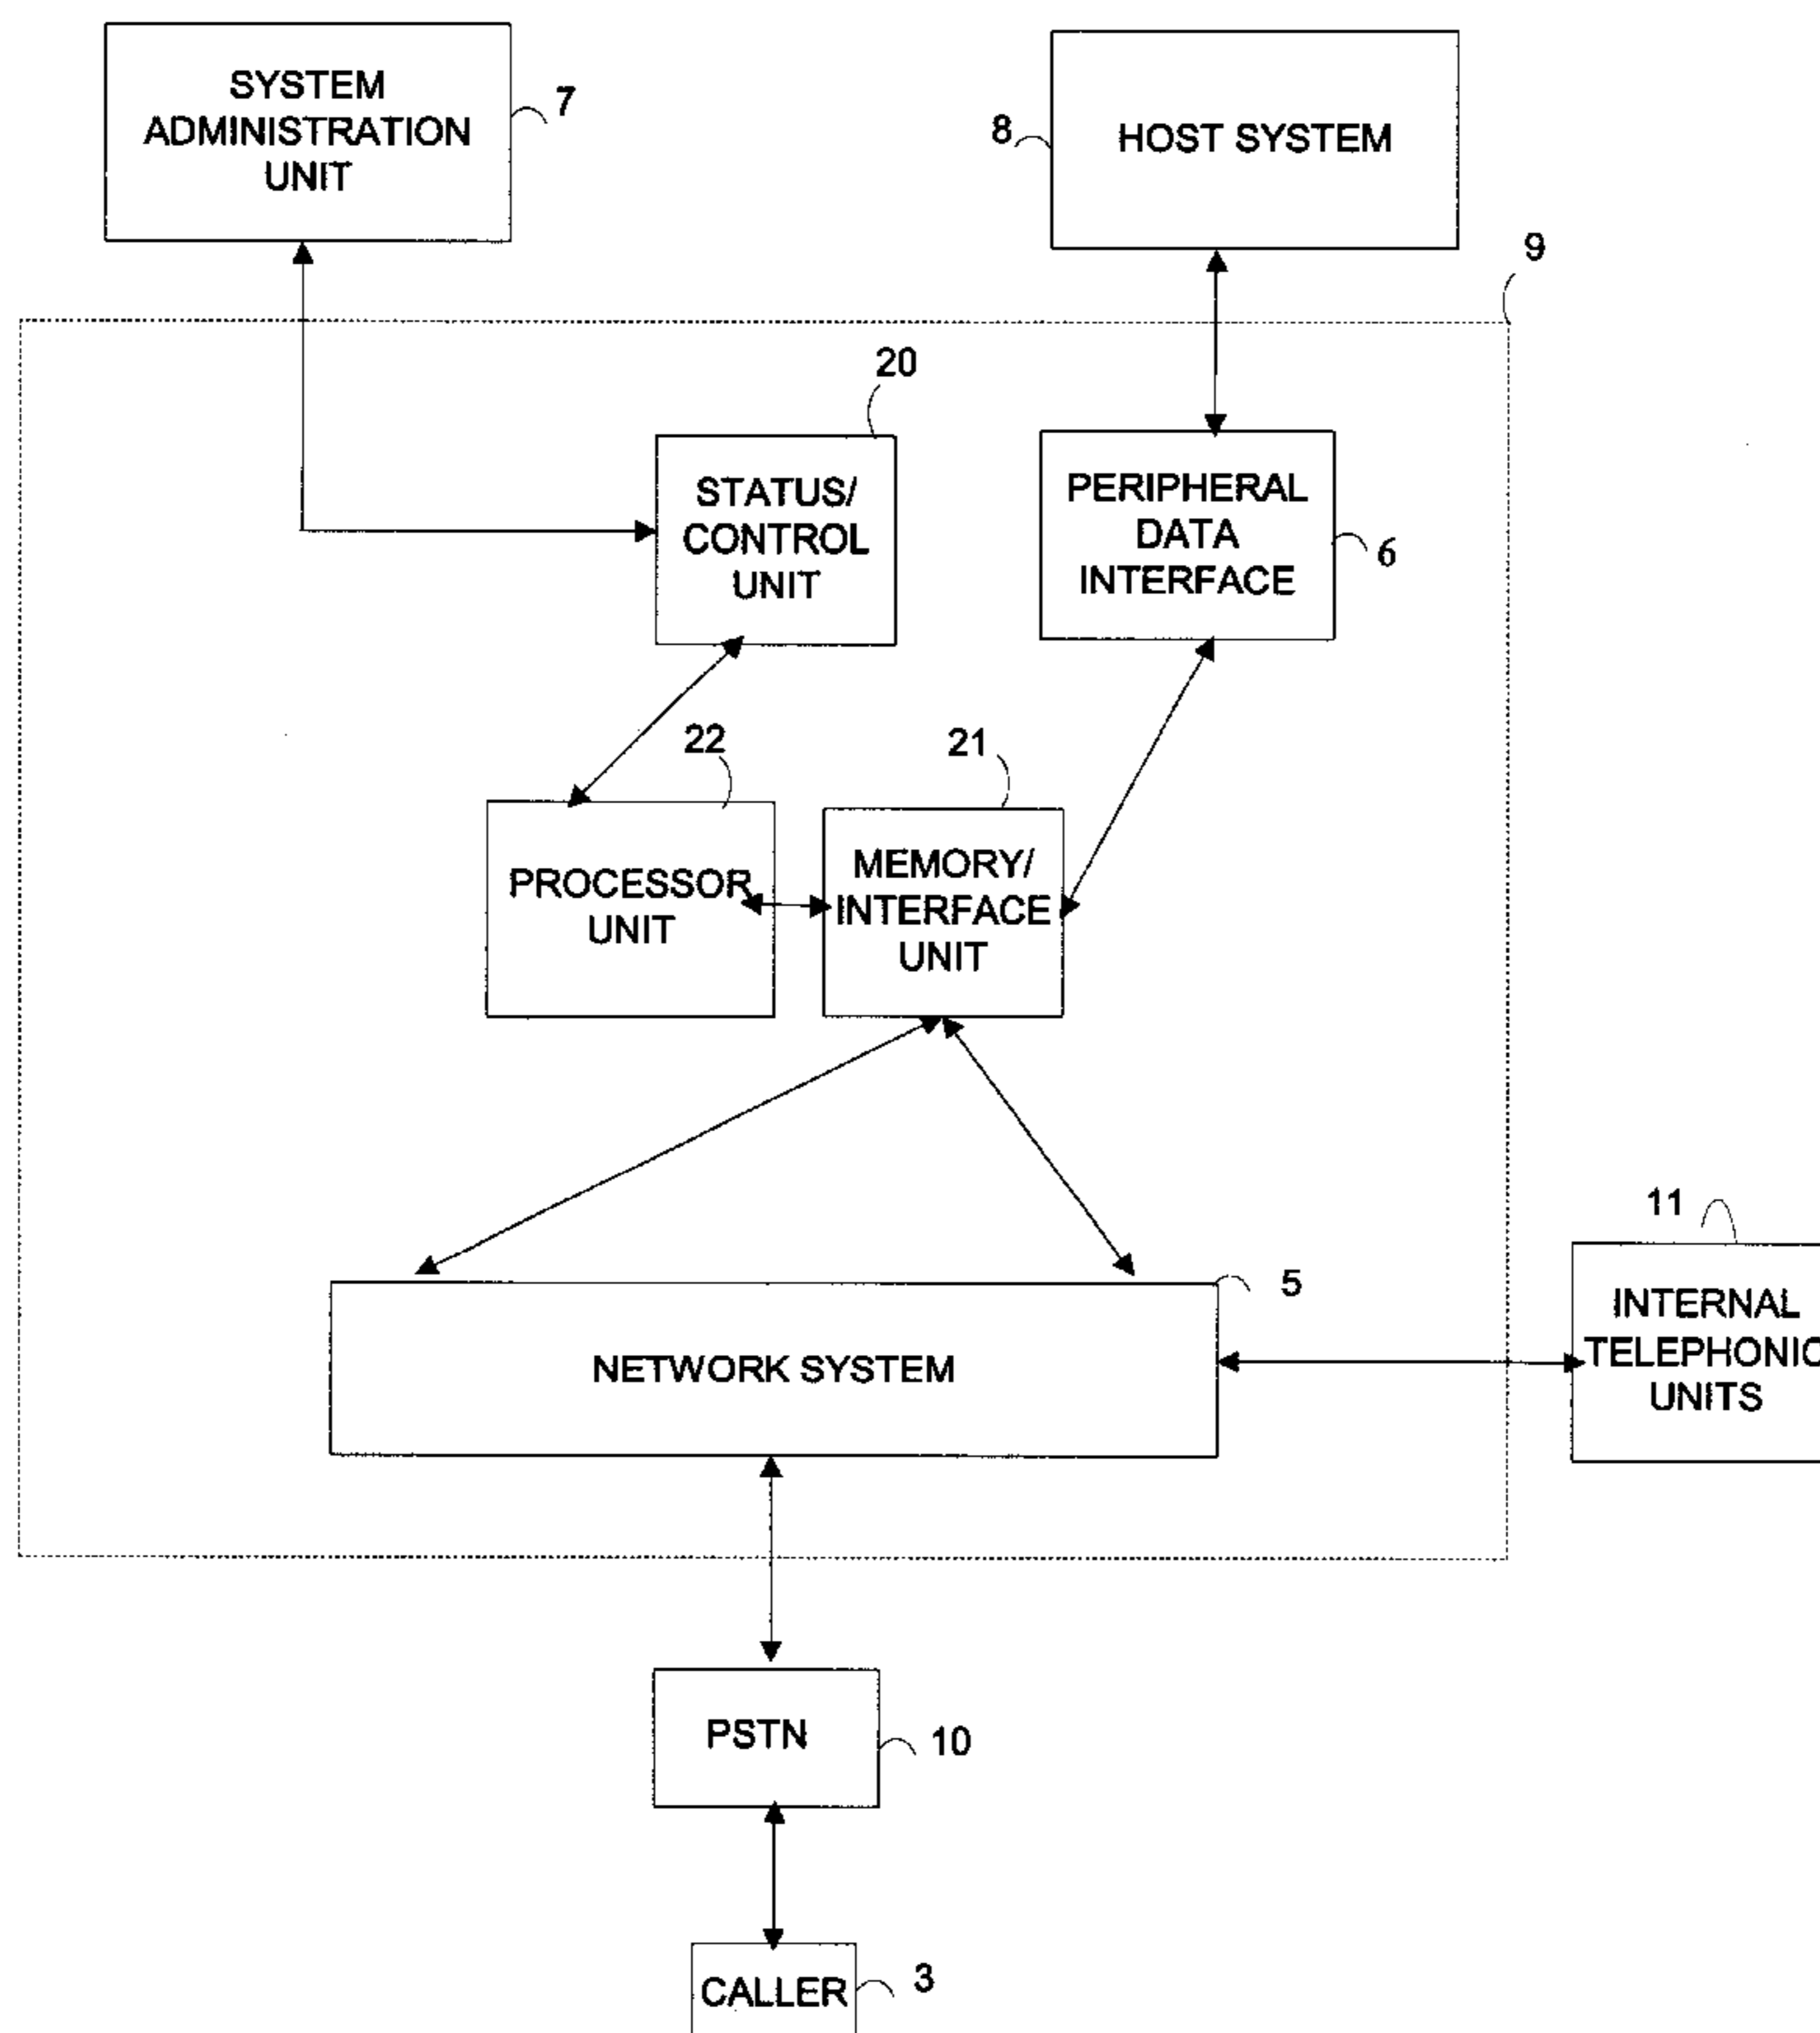 SYSTEM
ADMINISTRATION
UNIT
7
8
HOST SYSTEM
9
20
STATUS/
CONTROL
UNIT
PERIPHERAL
DATA
INTERFACE
6
22
21
PROCESSOR
UNIT
MEMORY/
INTERFACE
UNIT
11
INTERNAL
TELEPHONIC
UNITS
5
NETWORK SYSTEM
PSTN
10
CALLER
3